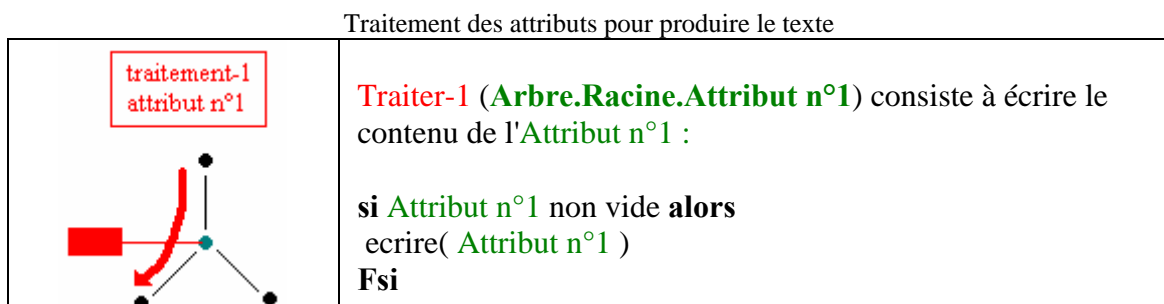 Traitement des attributs pour produire le texte
traitement-1
attribut n°1
Traiter-1 (Arbre.Racine.Attribut n°1) consiste à écrire le
contenu de l'Attribut n°1 :
si Attribut n°1 non vide alors
ecrire( Attribut n°1 )
Fsi